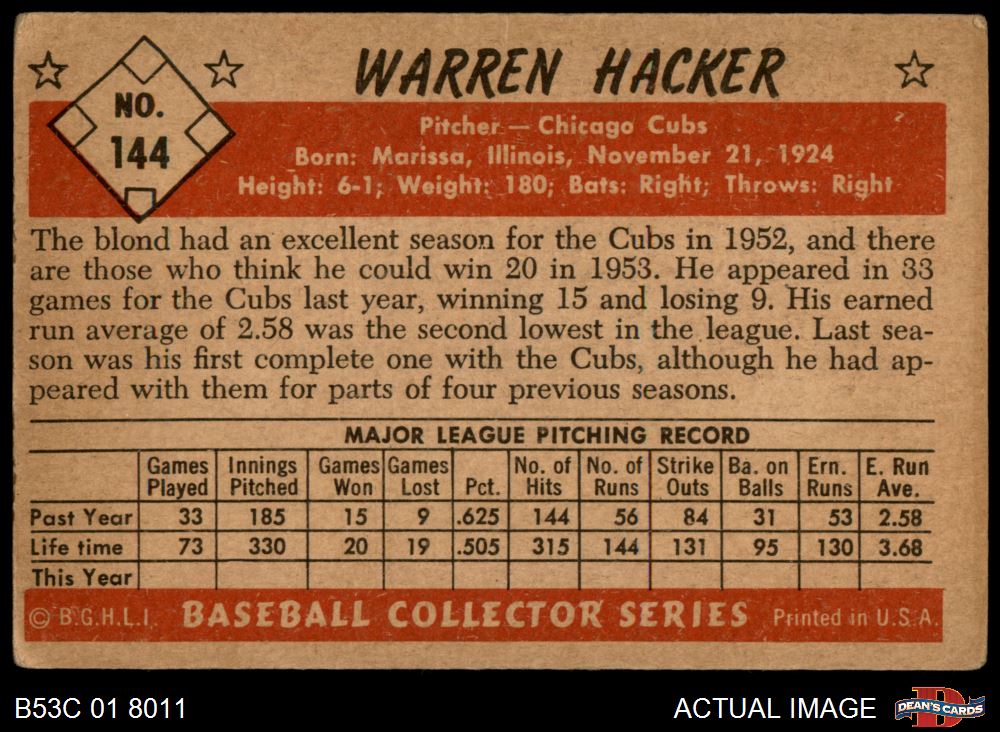 WARREN HACKER
NO.
144
Pitcher — Chicago Cubs
Born: Marissa, Illinois, November 21, 1924
Height: 6-1; Weight: 180; Bats: Right; Throws: Right
The blond had an excellent season for the Cubs in 1952, and there
are those who think he could win 20 in 1953. He appeared in 33
games for the Cubs last year, winning 15 and losing 9. His earned
run average of 2.58 was the second lowest in the league. Last sea-
son was his first complete one with the Cubs, although he had ap-
peared with them for parts of four previous seasons.
MAJOR LEAGUE PITCHING RECORD
Games Played Innings Pitched Games Won Games Lost Pct. No. of Hits No. of Runs Strike Outs Ba. on Balls Ern. Runs E. Run Ave.
Past Year 33 185 15 9 .625 144 56 84 31 53 2.58
Life time 73 330 20 19 .505 315 144 131 95 130 3.68
This Year
© B.G.H.L.I. BASEBALL COLLECTOR SERIES Printed in U.S.A.
B53C 01 8011 ACTUAL IMAGE DEAN'S CARDS